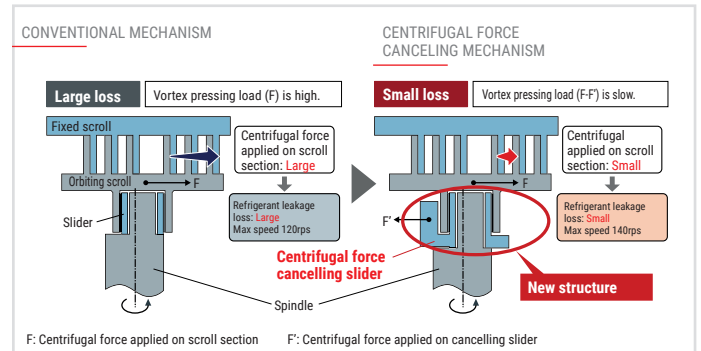 CONVENTIONAL MECHANISM
CENTRIFUGAL FORCE
CANCELING MECHANISM
Large loss
Vortex pressing load (F) is high.
Small loss
Vortex pressing load (F-F') is slow.
Fixed scroll
Centrifugal force
applied on scroll
section: Large
Orbiting scroll
F
Slider
Refrigerant leakage
loss: Large
Max speed 120rps
Centrifugal
applied on scroll
section: Small
F
F'
Refrigerant leakage
loss: Small
Max speed 140rps
Centrifugal force
cancelling slider
New structure
Spindle
F: Centrifugal force applied on scroll section
F': Centrifugal force applied on cancelling slider